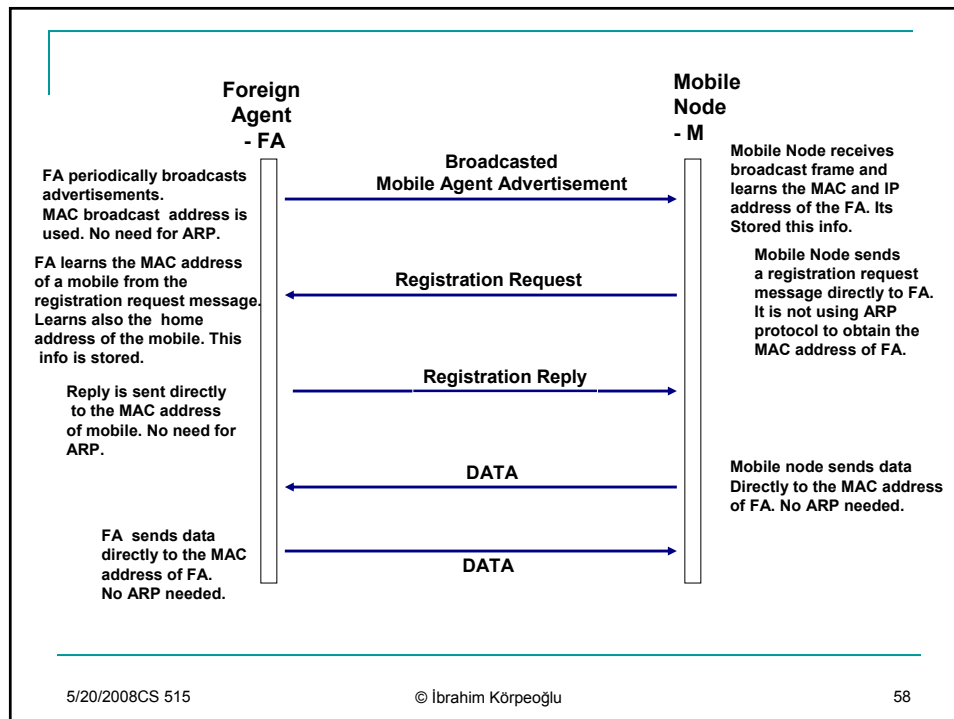 Foreign
Agent
- FA
Mobile
Node
- M
FA periodically broadcasts
advertisements.
MAC broadcast address is
used. No need for ARP.
Broadcasted
Mobile Agent Advertisement
Mobile Node receives
broadcast frame and
learns the MAC and IP
address of the FA. Its
Stored this info.
FA learns the MAC address
of a mobile from the
registration request message.
Learns also the home
address of the mobile. This
info is stored.
Registration Request
Mobile Node sends
a registration request
message directly to FA.
It is not using ARP
protocol to obtain the
MAC address of FA.
Reply is sent directly
to the MAC address
of mobile. No need for
ARP.
Registration Reply
DATA
Mobile node sends data
Directly to the MAC address
of FA. No ARP needed.
FA sends data
directly to the MAC
address of FA.
No ARP needed.
DATA
5/20/2008CS 515
© İbrahim Körpeoğlu
58